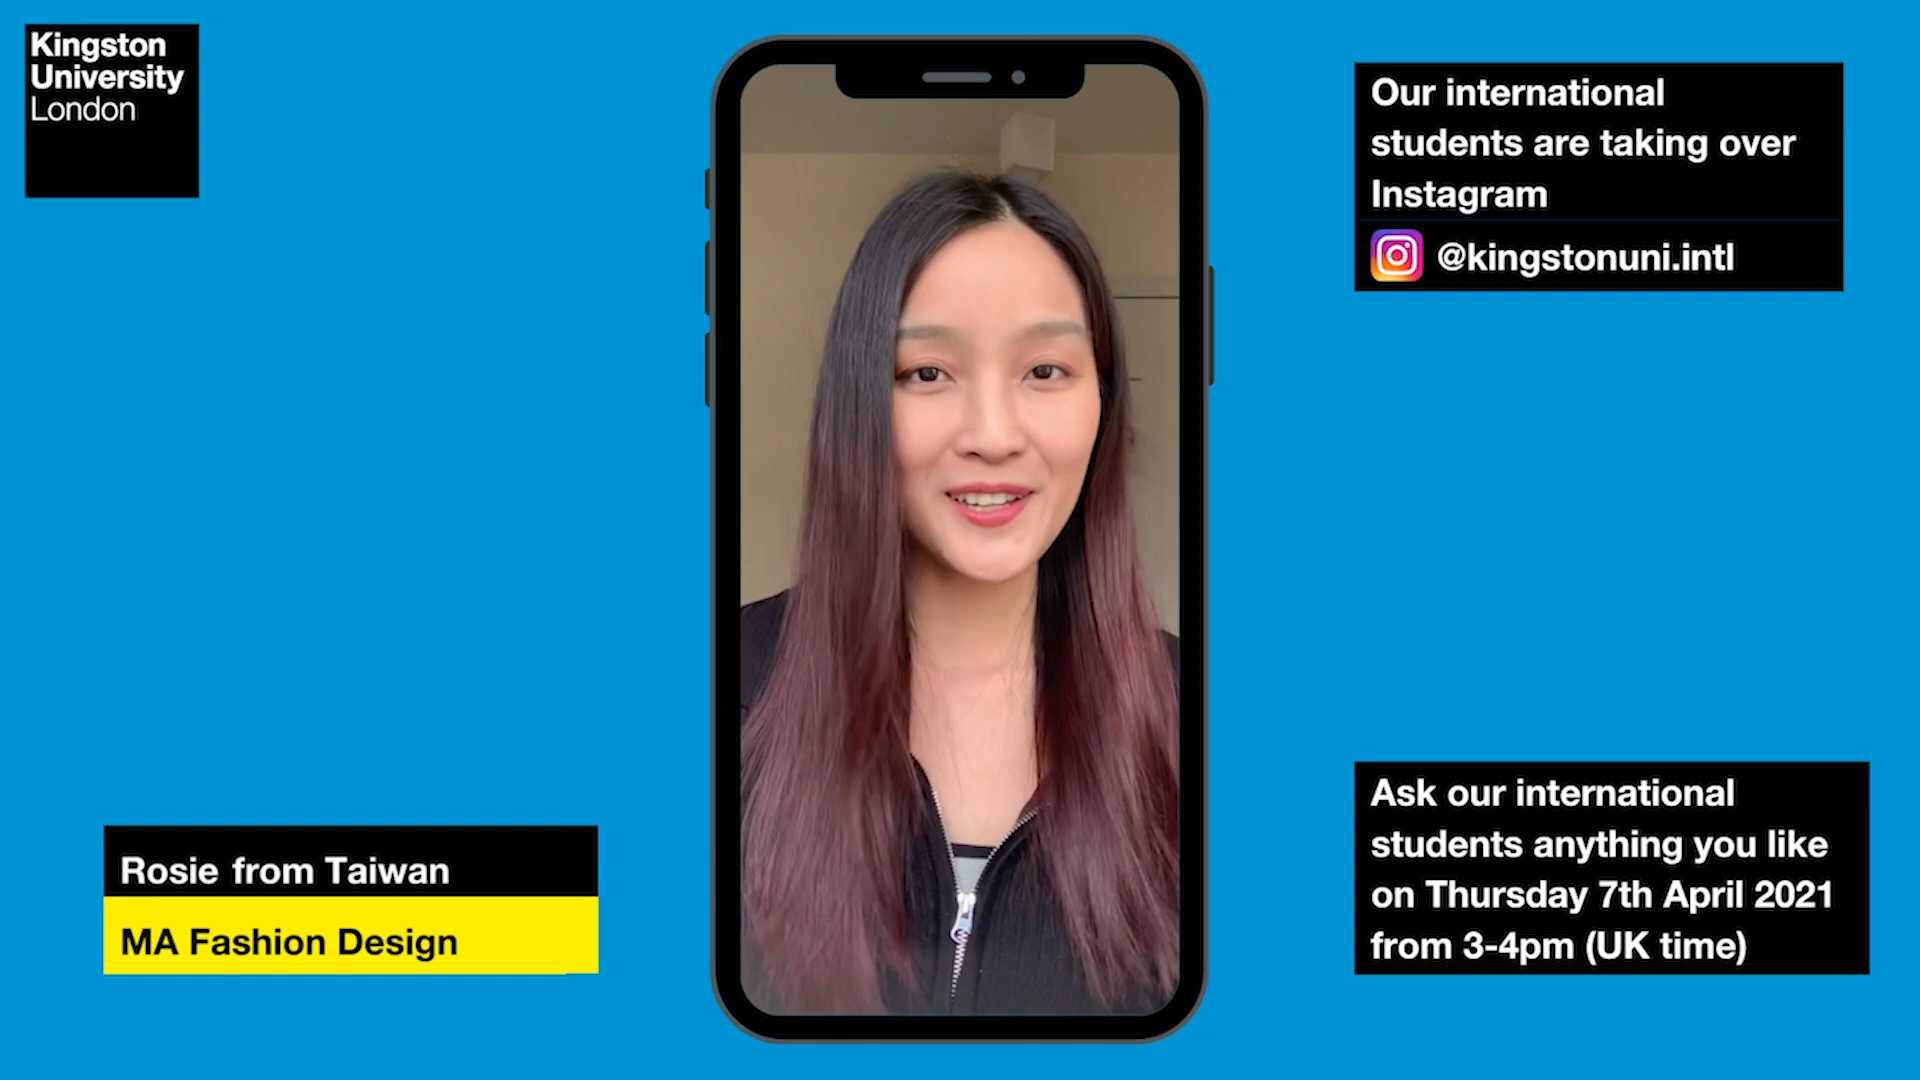 Kingston
University
London
Our international
students are taking over
Instagram
@kingstonuni.intl
Rosie from Taiwan
MA Fashion Design
Ask our international
students anything you like
on Thursday 7th April 2021
from 3-4pm (UK time)